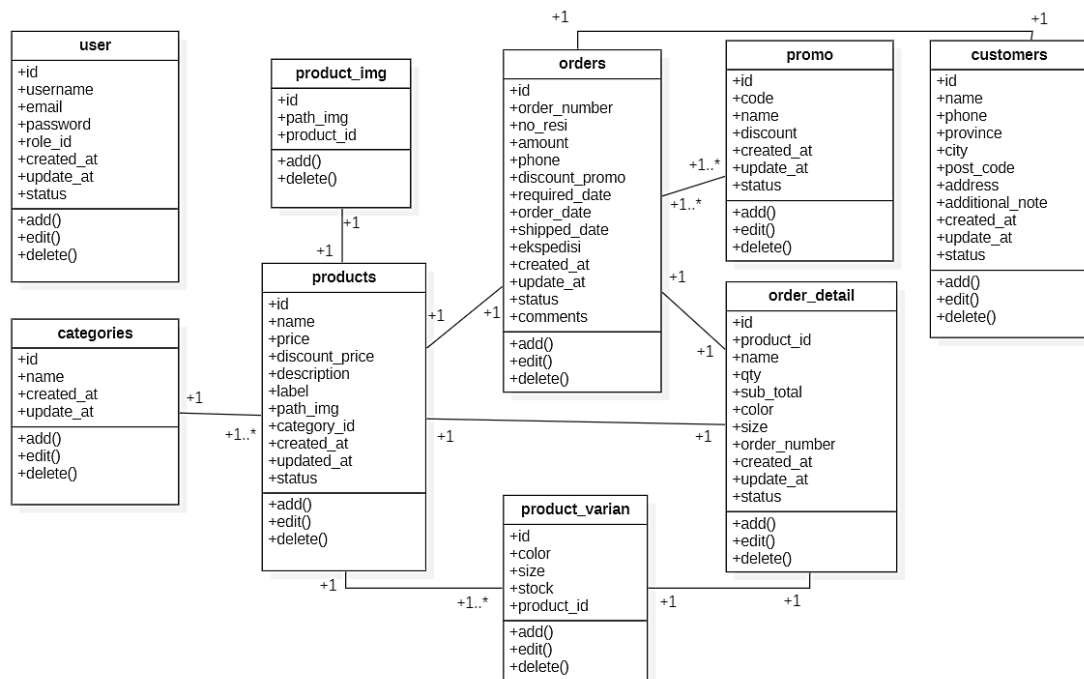 user
+id
+username
+email
+password
+role_id
+created_at
+update_at
+status
+add()
+edit()
+delete()
product_img
+id
+path_img
+product_id
+add()
+delete()
+1
+1
orders
+id
+order_number
+no_resi
+amount
+phone
+discount_promo
+required_date
+order_date
+shipped_date
+ekspedisi
+created_at
+update_at
+status
+comments
+add()
+edit()
+delete()
+1
+1
promo
+id
+code
+name
+discount
+created_at
+update_at
+status
+add()
+edit()
+delete()
+1..*
+1..*
customers
+id
+name
+phone
+province
+city
+post_code
+address
+additional_note
+created_at
+update_at
+status
+add()
+edit()
+delete()
categories
+id
+name
+created_at
+update_at
+add()
+edit()
+delete()
+1
+1..*
products
+id
+name
+price
+discount_price
+description
+label
+path_img
+category_id
+created_at
+updated_at
+status
+add()
+edit()
+delete()
+1
+1
+1
+1
order_detail
+id
+product_id
+name
+qty
+sub_total
+color
+size
+order_number
+created_at
+update_at
+status
+add()
+edit()
+delete()
+1
+1
product_varian
+id
+color
+size
+stock
+product_id
+add()
+edit()
+delete()
+1
+1..*
+1
+1